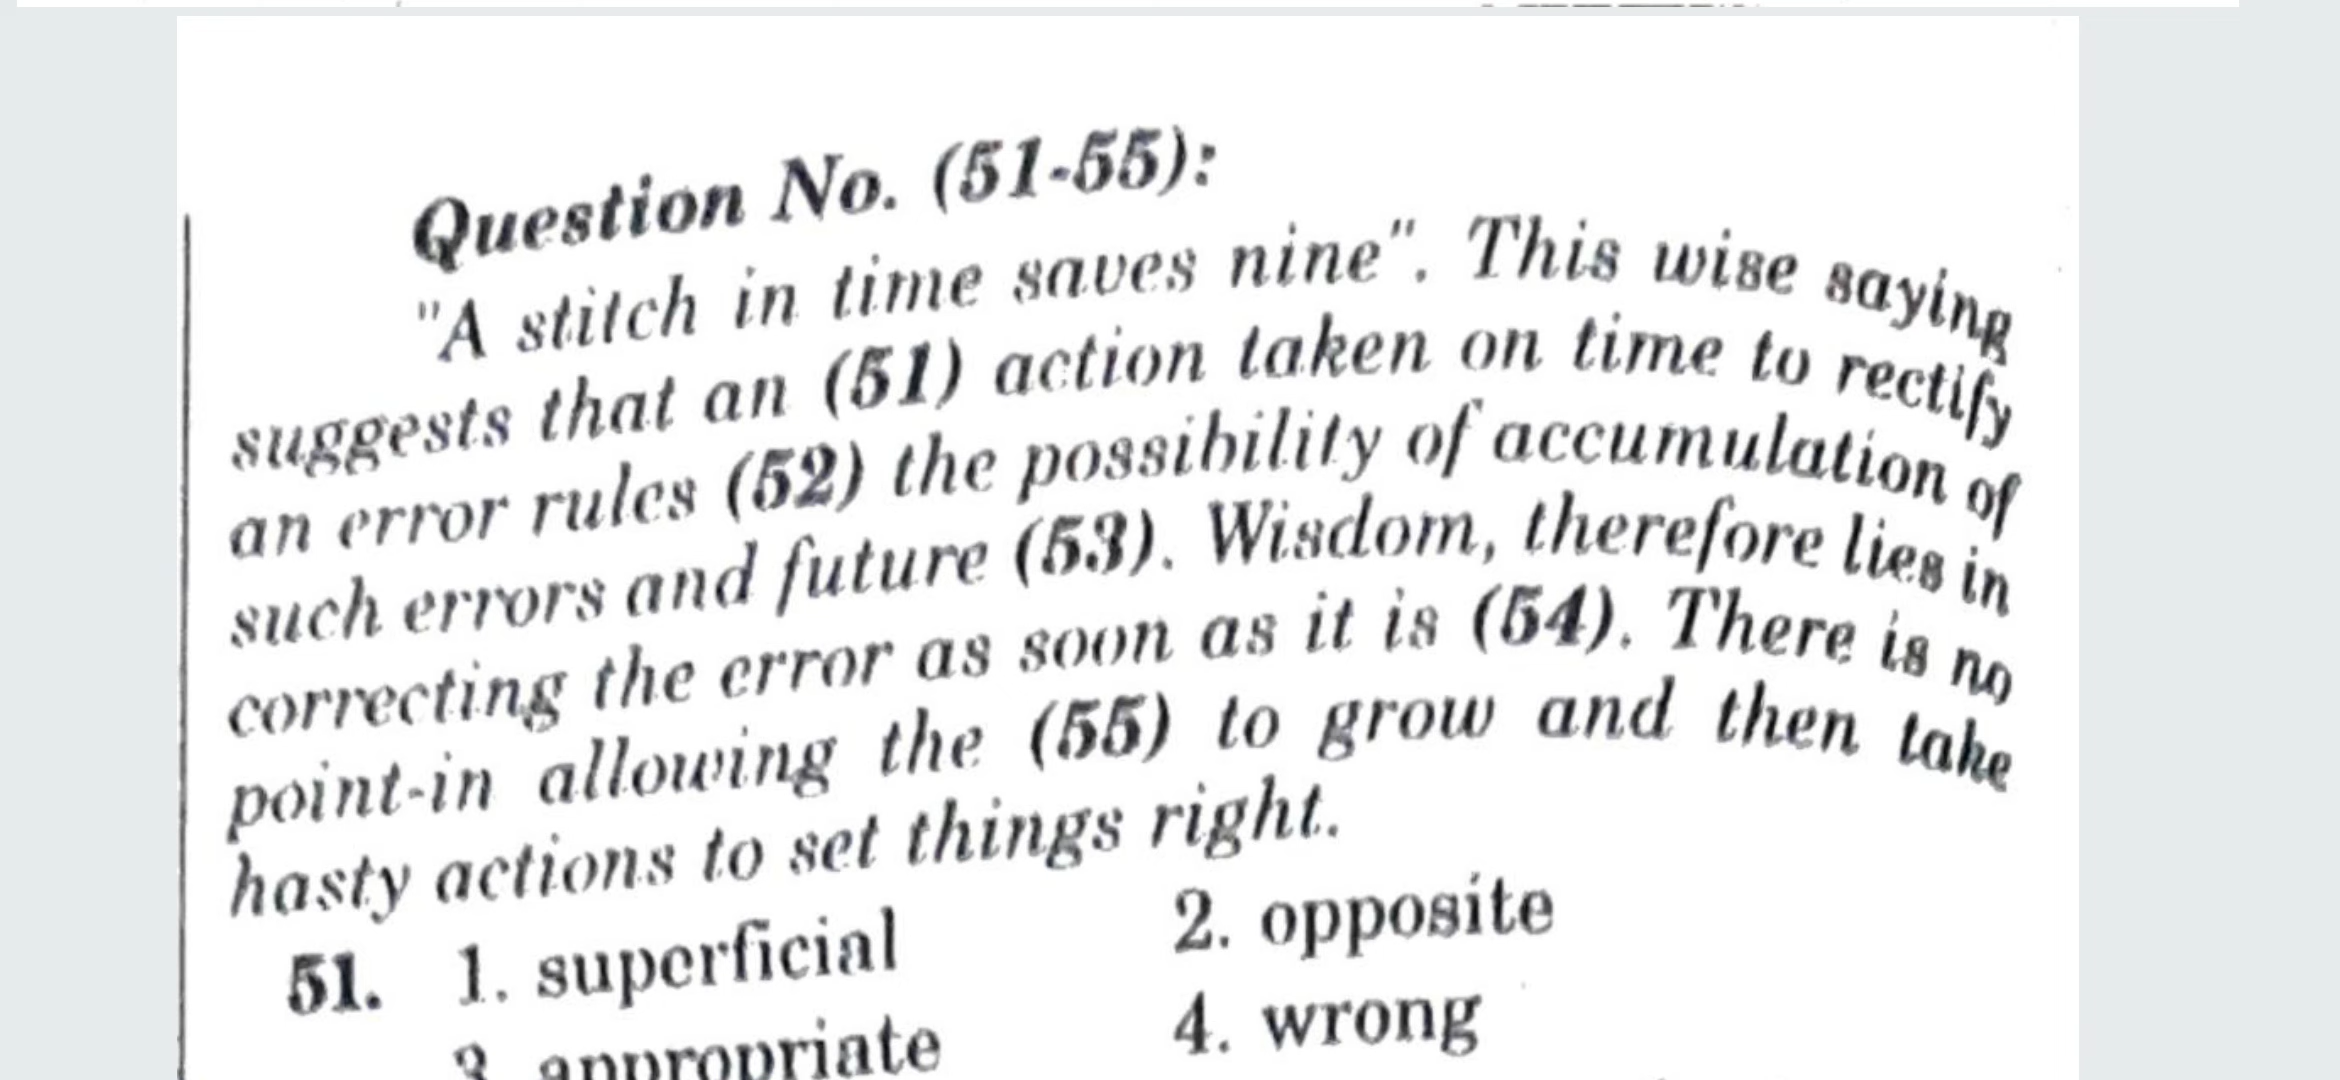 Question No. (51-55):
"A stitch in time saves nine". This wise saying
suggests that an (51) action taken on time to rectify
an error rules (52) the possibility of accumulation of
such errors and future (53). Wisdom, therefore lies in
correcting the error as soon as it is (54). There is no
point-in allowing the (55) to grow and then take
hasty actions to set things right.
51. 1. superficial 2. opposite
3. appropriate 4. wrong